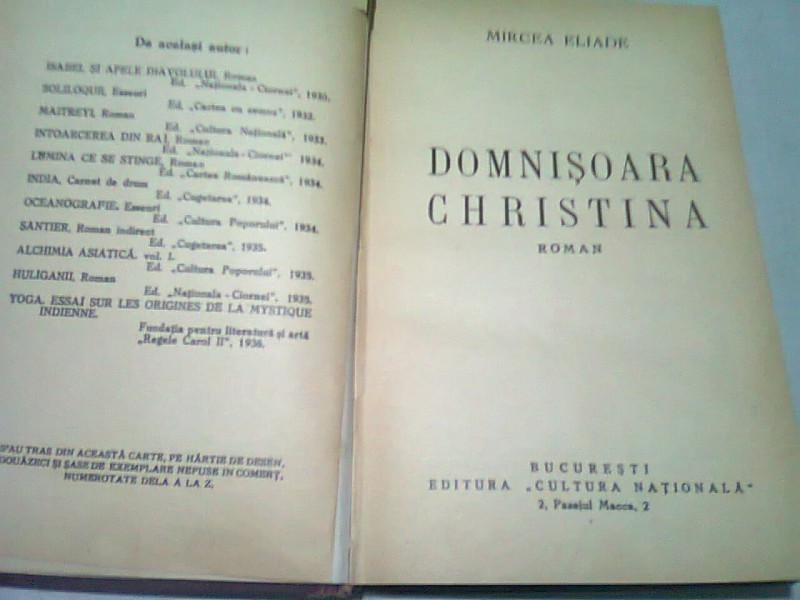 De acelaşi autor :
ISABEL ŞI APELE DIAVOLULUI, Roman
Ed. „Naţionala - Ciornei", 1930.
SOLILOQUII, Esseuri
Ed. „Cartea cu semne", 1932.
MAITREYI, Roman
Ed. „Cultura Naţională", 1933.
INTOARCEREA DIN RAI, Roman
Ed. „Naţionala - Ciornei" 1934.
LUMINA CE SE STINGE, Roman
Ed. „Cartea Românească", 1934.
INDIA, Carnet de drum
Ed. „Cugetarea", 1934.
OCEANOGRAFIE, Esseuri
Ed. „Cultura Poporului", 1934.
SANTIER, Roman indirect
Ed. „Cugetarea", 1935.
ALCHIMIA ASIATICĂ, vol. I.
Ed. „Cultura Poporului", 1935.
HULIGANII, Roman
Ed. „Naţionala - Ciornei", 1935.
YOGA, ESSAI SUR LES ORIGINES DE LA MYSTIQUE
INDIENNE.
Fundaţia pentru literatură şi artă
„Regele Carol II", 1936.
S'AU TRAS DIN ACEASTĂ CARTE, PE HÂRTIE DE DESEN,
DOUĂZECI ŞI ŞASE DE EXEMPLARE NEPUSE IN COMERŢ,
NUMEROTATE DELA A LA Z.
MIRCEA ELIADE
DOMNIŞOARA
CHRISTINA
ROMAN
BUCUREŞTI
EDITURA „CULTURA NAŢIONALĂ"
2, Pasajul Macca, 2